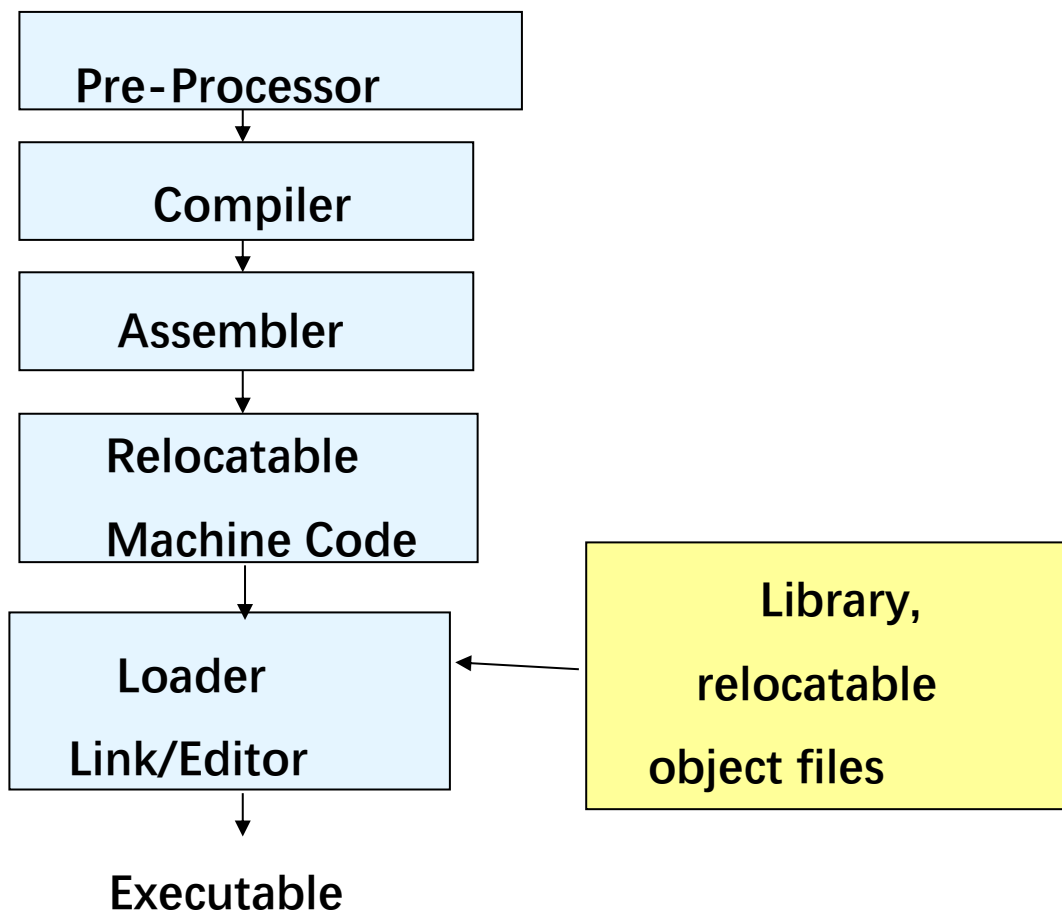 Pre-Processor
Compiler
Assembler
Relocatable
Machine Code
Loader
Link/Editor
Library,
relocatable
object files
Executable